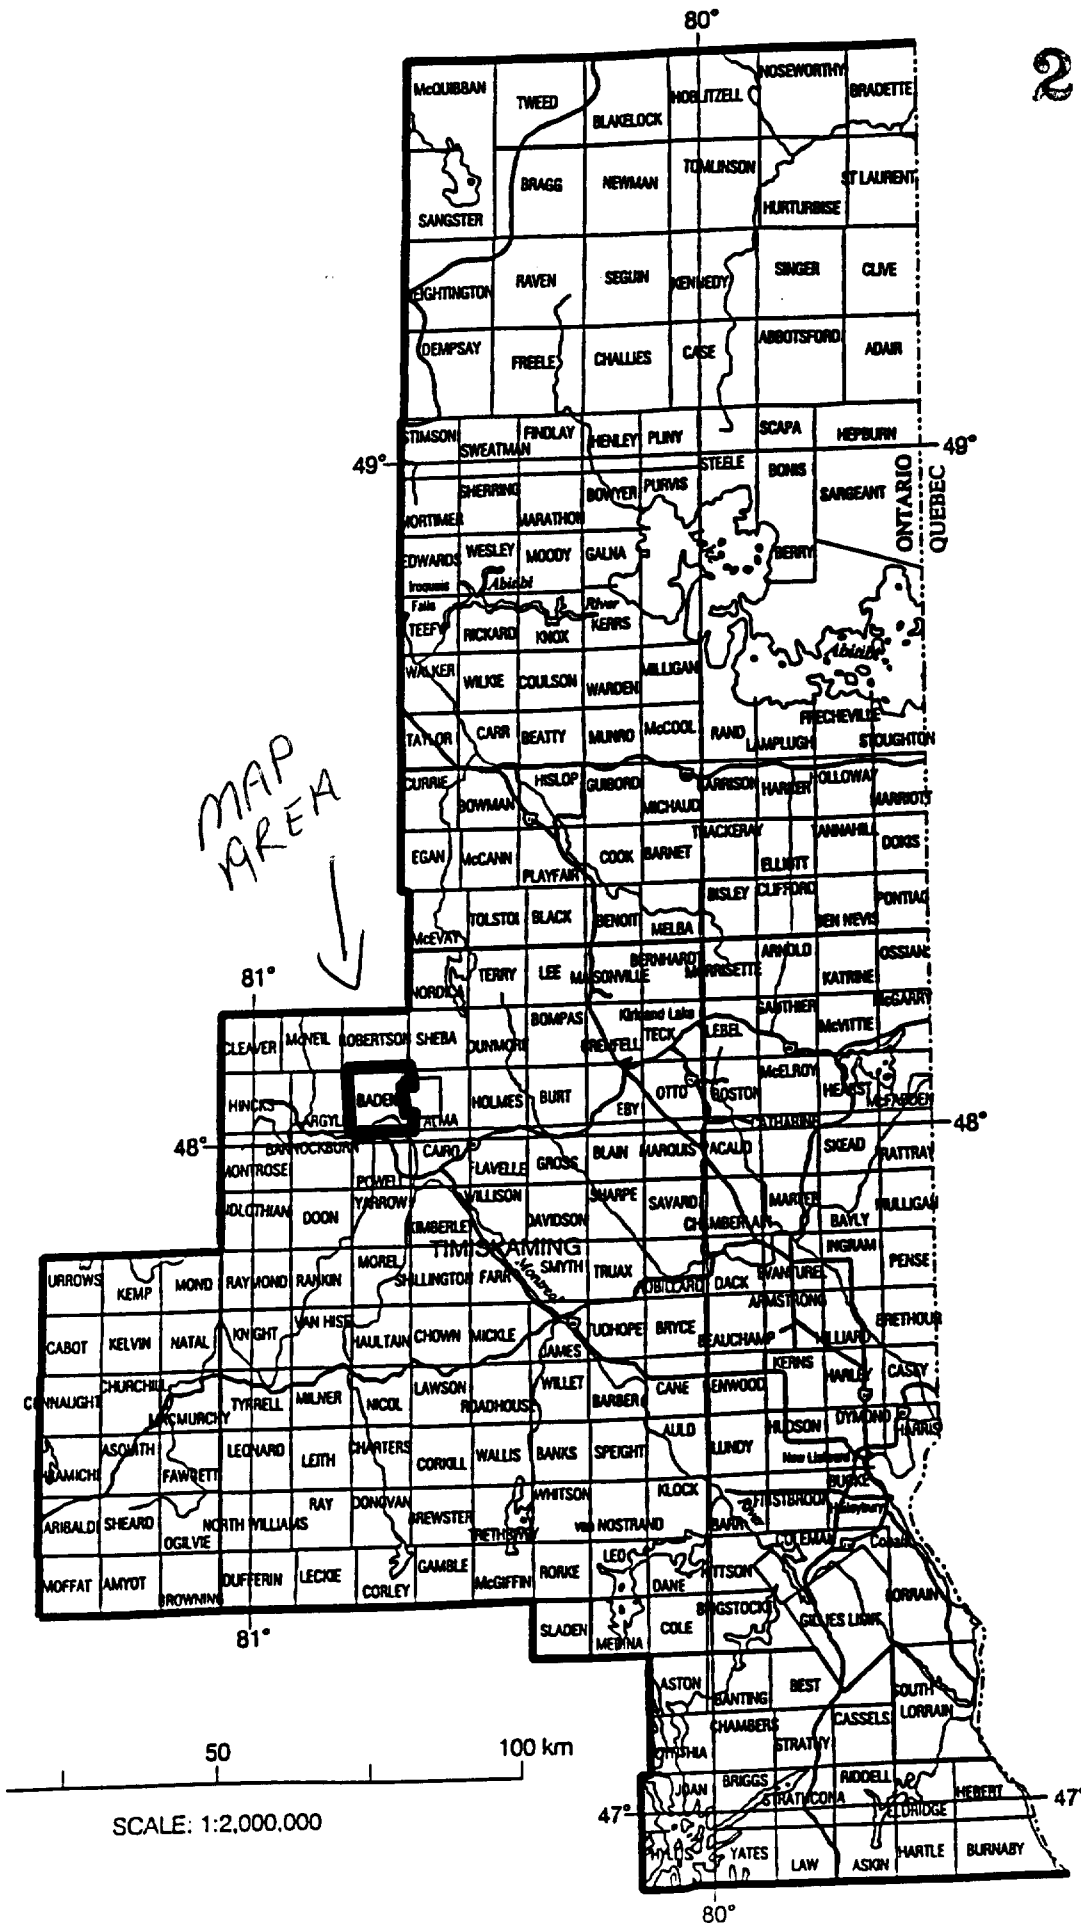 80°
2
McQUIBBAN TWEED BLAKELOCK HOBLITZELL NOSEWORTHY BRADETTE
SANGSTER BRAGG NEWMAN TOMLINSON HURTUBISE ST LAURENT
EIGHTINGTON RAVEN SEGUIN KENNEDY SINGER CLIVE
DEMPSAY FREELE CHALLIES CASE ABBOTSFORD ADAIR
STIMSON SWEATMAN FINDLAY HENLEY PLINY STEELE SCAPA HEPBURN
49° 49°
MORTIMER SHERRING MARATHON BOWYER PURVIS BONIS SARGEANT
ONTARIO
QUEBEC
EDWARDS WESLEY MOODY GALNA BERRY
Iroquois Falls Abitibi River
TEEFY RICKARD KNOX KERRS
Abitibi
WALKER WILKIE COULSON WARDEN MILLIGAN
TAYLOR CARR BEATTY MUNRO McCOOL RAND LAMPLUGH FRECHEVILLE STOUGHTON
MAP
AREA
CURRIE BOWMAN HISLOP GUIBORD MICHAUD GARRISON HARKER HOLLOWAY MARRIOTT
EGAN McCANN PLAYFAIR COOK BARNET THACKERAY ELLIOTT TANNAHILL DOKIS
McEVAY TOLSTOI BLACK BENOIT MELBA BISLEY CLIFFORD BEN NEVIS PONTIAC
NORDICA TERRY LEE MASONVILLE BERNHARDT MORRISETTE ARNOLD KATRINE OSSIAN
81°
CLEAVER McNEIL ROBERTSON SHEBA DUNMORE BOMPAS GRENFELL Kirkland Lake TECK LEBEL GAUTHIER McVITTIE McGARRY
HINCKS ARGYLE BADEN ALMA HOLMES BURT EBY OTTO BOSTON McELROY HEARST McFADDEN
CATHARINE
48° 48°
MONTROSE BANNOCKBURN POWELL CAIRO FLAVELLE GROSS BLAIN MARQUIS PACAUD SKEAD RATTRAY
MIDLOTHIAN DOON YARROW KIMBERLEY WILLISON DAVIDSON SHARPE SAVARD CHAMBERLAIN MARTER BAYLY MULLIGAN
TIMISKAMING
Montreal
BURROWS KEMP MOND RAYMOND RANKIN MOREL SHILLINGTON FARR SMYTH TRUAX ROBILLARD DACK EVANTUREL INGRAM PENSE
CABOT KELVIN NATAL KNIGHT VAN HISE HAULTAIN CHOWN MICKLE JAMES TUDHOPE BRYCE BEAUCHAMP ARMSTRONG HILLIARD BRETHOUR
CONNAUGHT CHURCHILL MACMURCHY TYRRELL MILNER NICOL LAWSON ROADHOUSE WILLET BARBER CANE HENWOOD KERNS HARLEY CASEY
MIRAMICHI ASQUITH FAWCETT LEONARD LEITH CHARTERS CORKILL WALLIS BANKS SPEIGHT AULD LUNDY HUDSON DYMOND HARRIS
New Liskeard
BUCKE
GARIBALDI SHEARD OGILVIE NORTH WILLIAMS RAY DONOVAN BREWSTER TRETHEWEY WHITSON van NOSTRAND KLOCK BARR River FIRSTBROOK Haileybury
MOFFAT AMYOT BROWNING DUFFERIN LECKIE CORLEY GAMBLE McGIFFIN RORKE LEO DANE KITTSON COLEMAN Cobalt LORRAIN
81°
SLADEN MEDINA COLE BRIGSTOCKE GILLIES LIMIT
ASTON BANTING BEST SOUTH LORRAIN
CYNTHIA CHAMBERS STRATHY CASSELS
50 100 km
SCALE: 1:2,000,000
47° 47°
JOAN BRIGGS STRATHCONA RIDDELL ELDRIDGE HEBERT
PHYLLIS YATES LAW ASKIN HARTLE BURNABY
80°